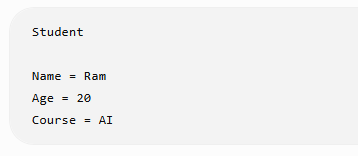 Student
Name = Ram
Age = 20
Course = AI